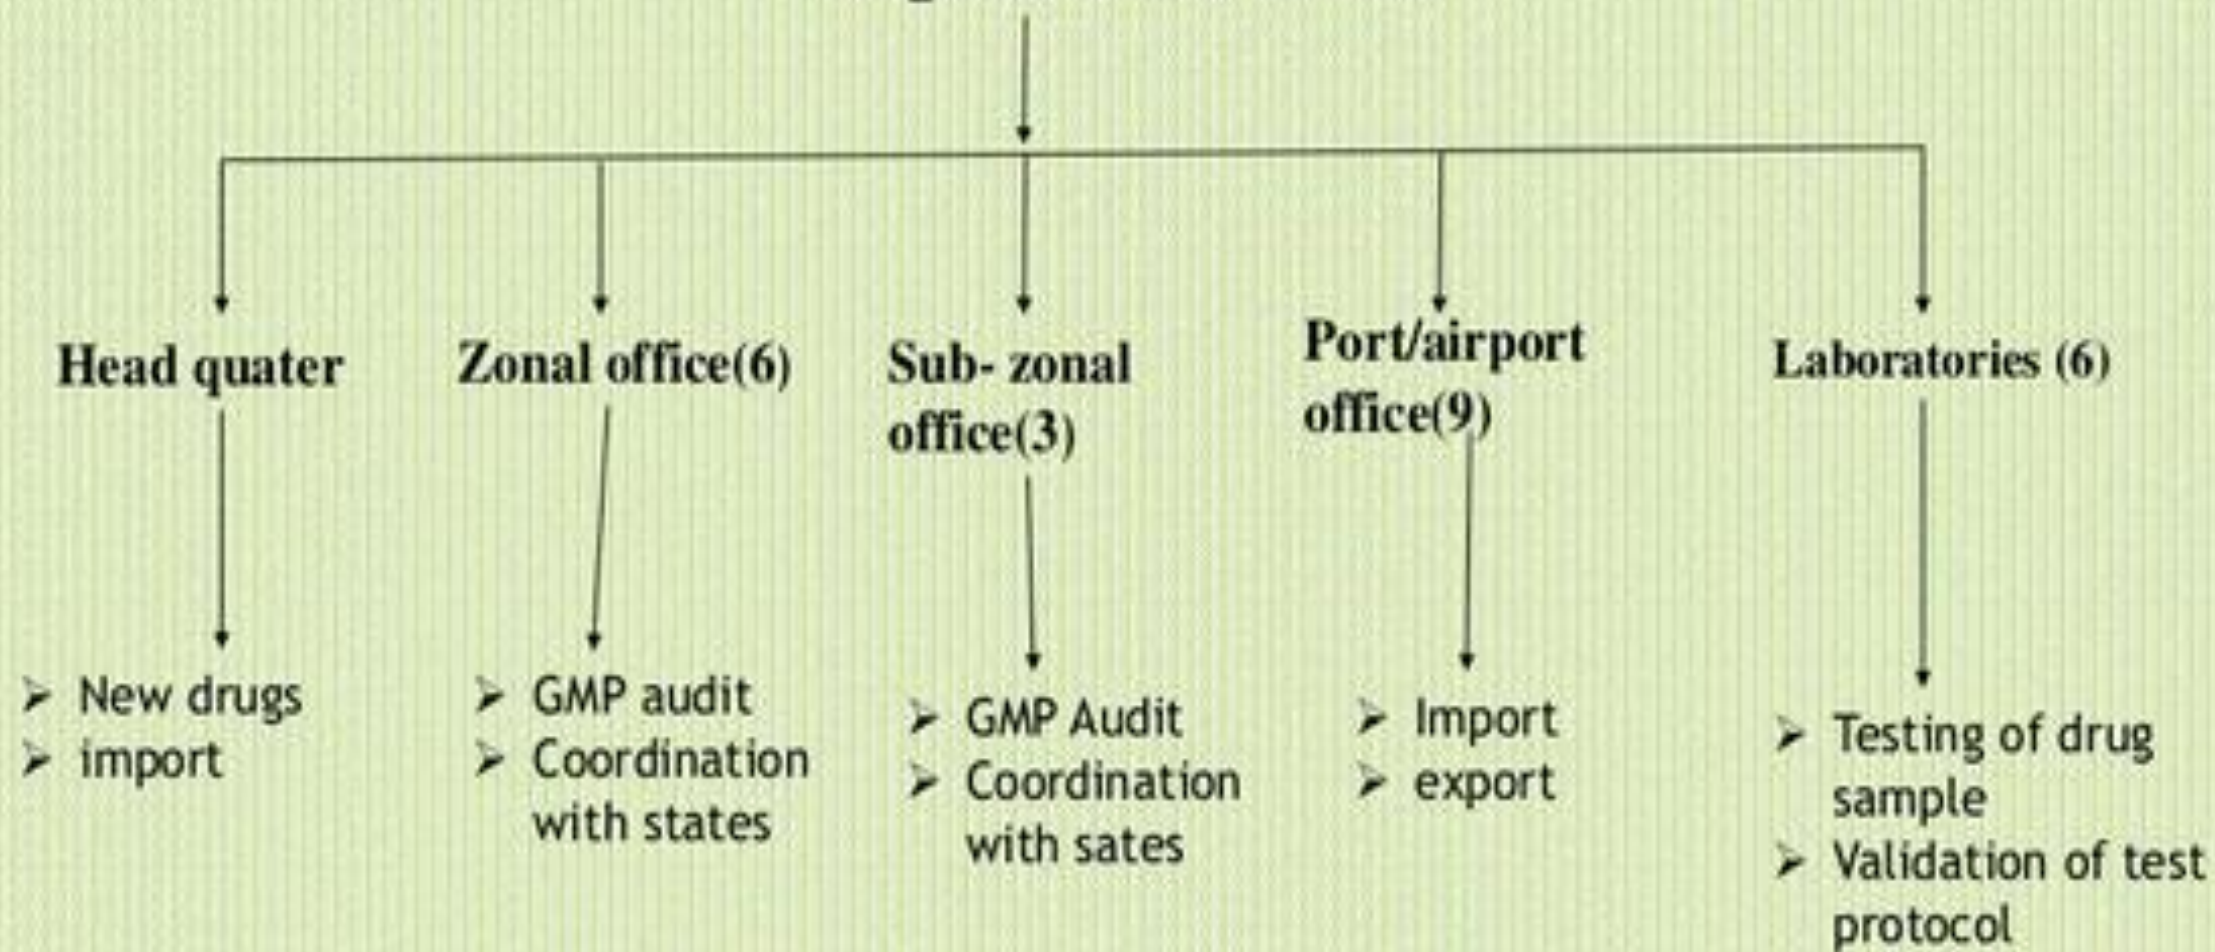 Head quater
Zonal office(6)
Sub- zonal
office(3)
Port/airport
office(9)
Laboratories (6)
➢ New drugs
➢ import
➢ GMP audit
➢ Coordination
with states
➢ GMP Audit
➢ Coordination
with sates
➢ Import
➢ export
➢ Testing of drug
sample
➢ Validation of test
protocol